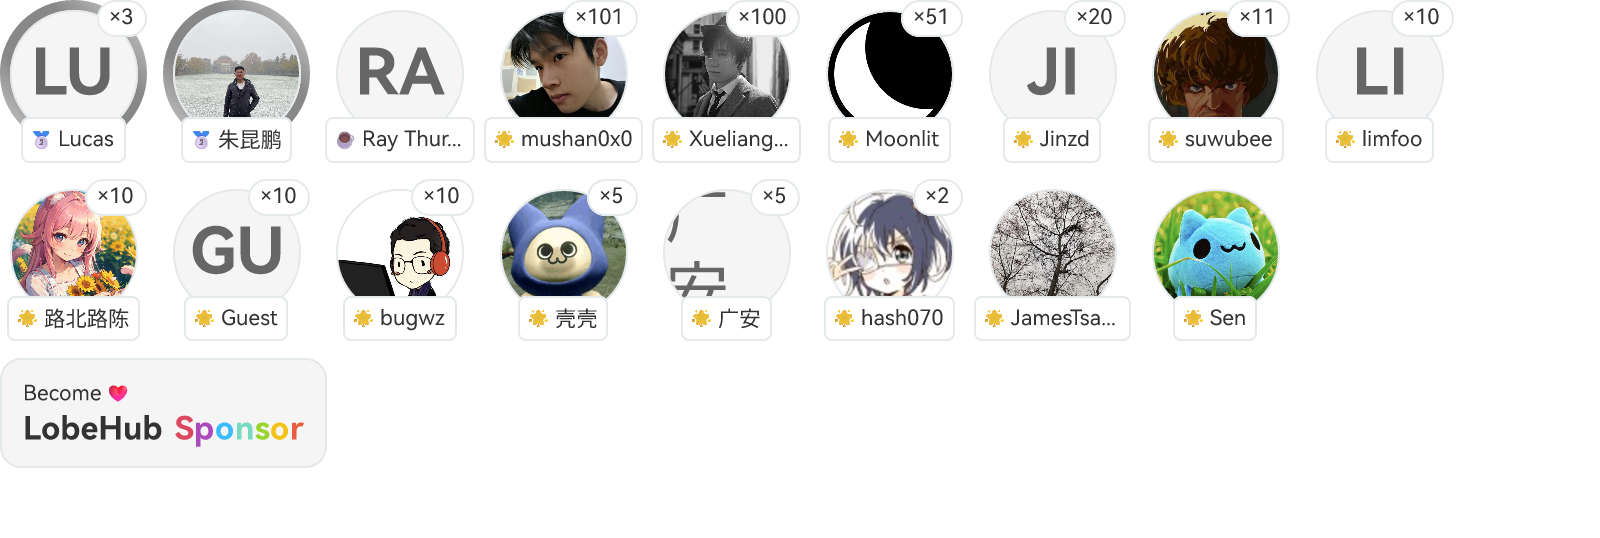 ×3
×101
×100
×51
×20
×11
×10
LU
RA
JI
LI
Lucas
朱昆鹏
Ray Thur...
mushan0x0
Xueliang...
Moonlit
Jinzd
suwubee
limfoo
×10
×10
×10
×5
×5
×2
GU
广安
路北路陈
Guest
bugwz
壳壳
广安
hash070
JamesTsa...
Sen
Become
LobeHub Sponsor